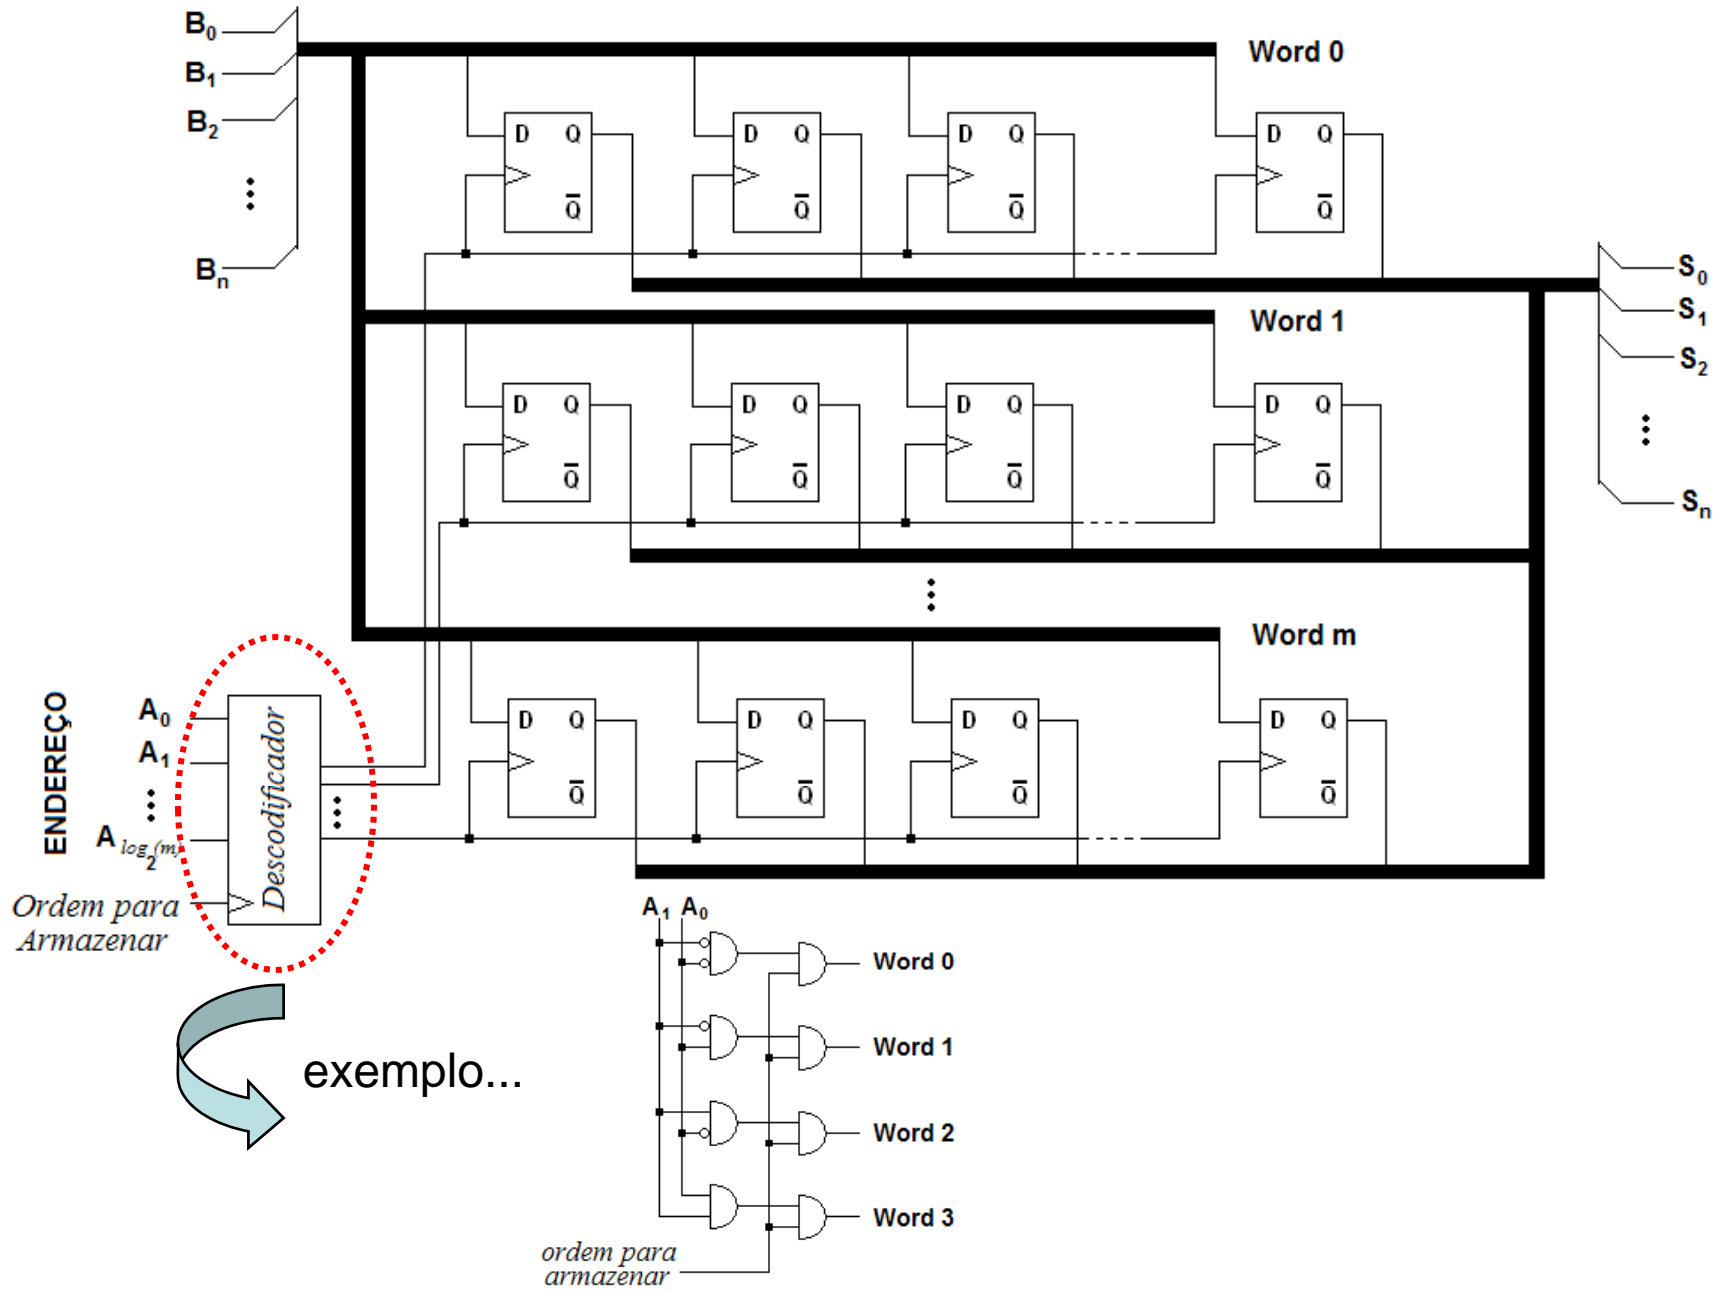 B0
B1
B2
Bn
Word 0
D Q D Q D Q D Q
Q Q Q Q
S0
S1
S2
Sn
Word 1
D Q D Q D Q D Q
Q Q Q Q
Word m
D Q D Q D Q D Q
Q Q Q Q
ENDEREÇO
A0
A1
A log2(m)
Descodificador
Ordem para
Armazenar
exemplo...
A1 A0
Word 0
Word 1
Word 2
Word 3
ordem para
armazenar